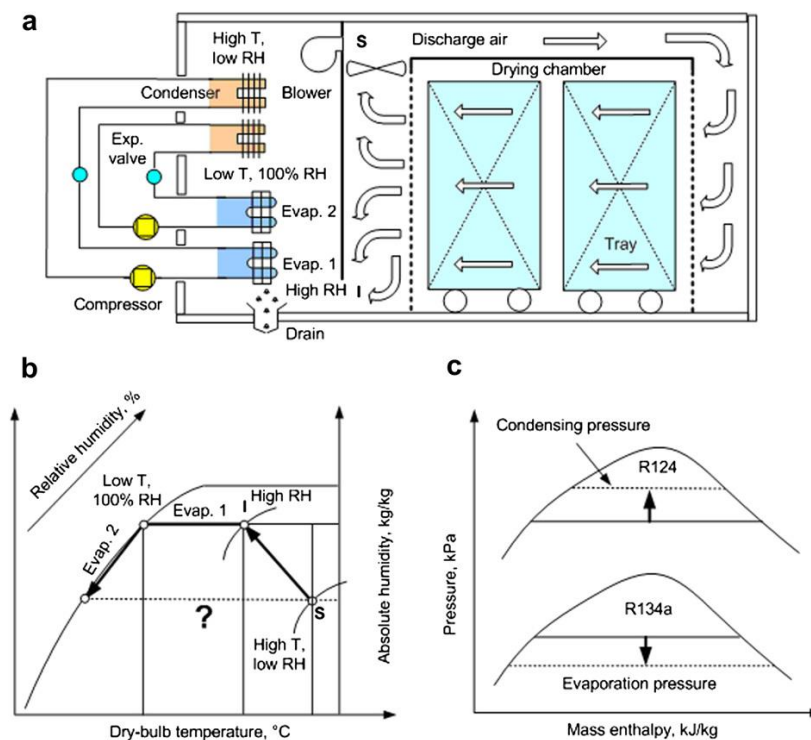 a
High T,
low RH
S
Discharge air
Drying chamber
Condenser
Blower
Exp.
valve
Low T, 100% RH
Evap. 2
Evap. 1
Tray
High RH
I
Compressor
Drain
b
Relative humidity, %
Low T,
100% RH
Evap. 1
I
High RH
Evap. 2
?
S
High T,
low RH
Absolute humidity, kg/kg
Dry-bulb temperature, °C
c
Condensing pressure
R124
Pressure, kPa
R134a
Evaporation pressure
Mass enthalpy, kJ/kg